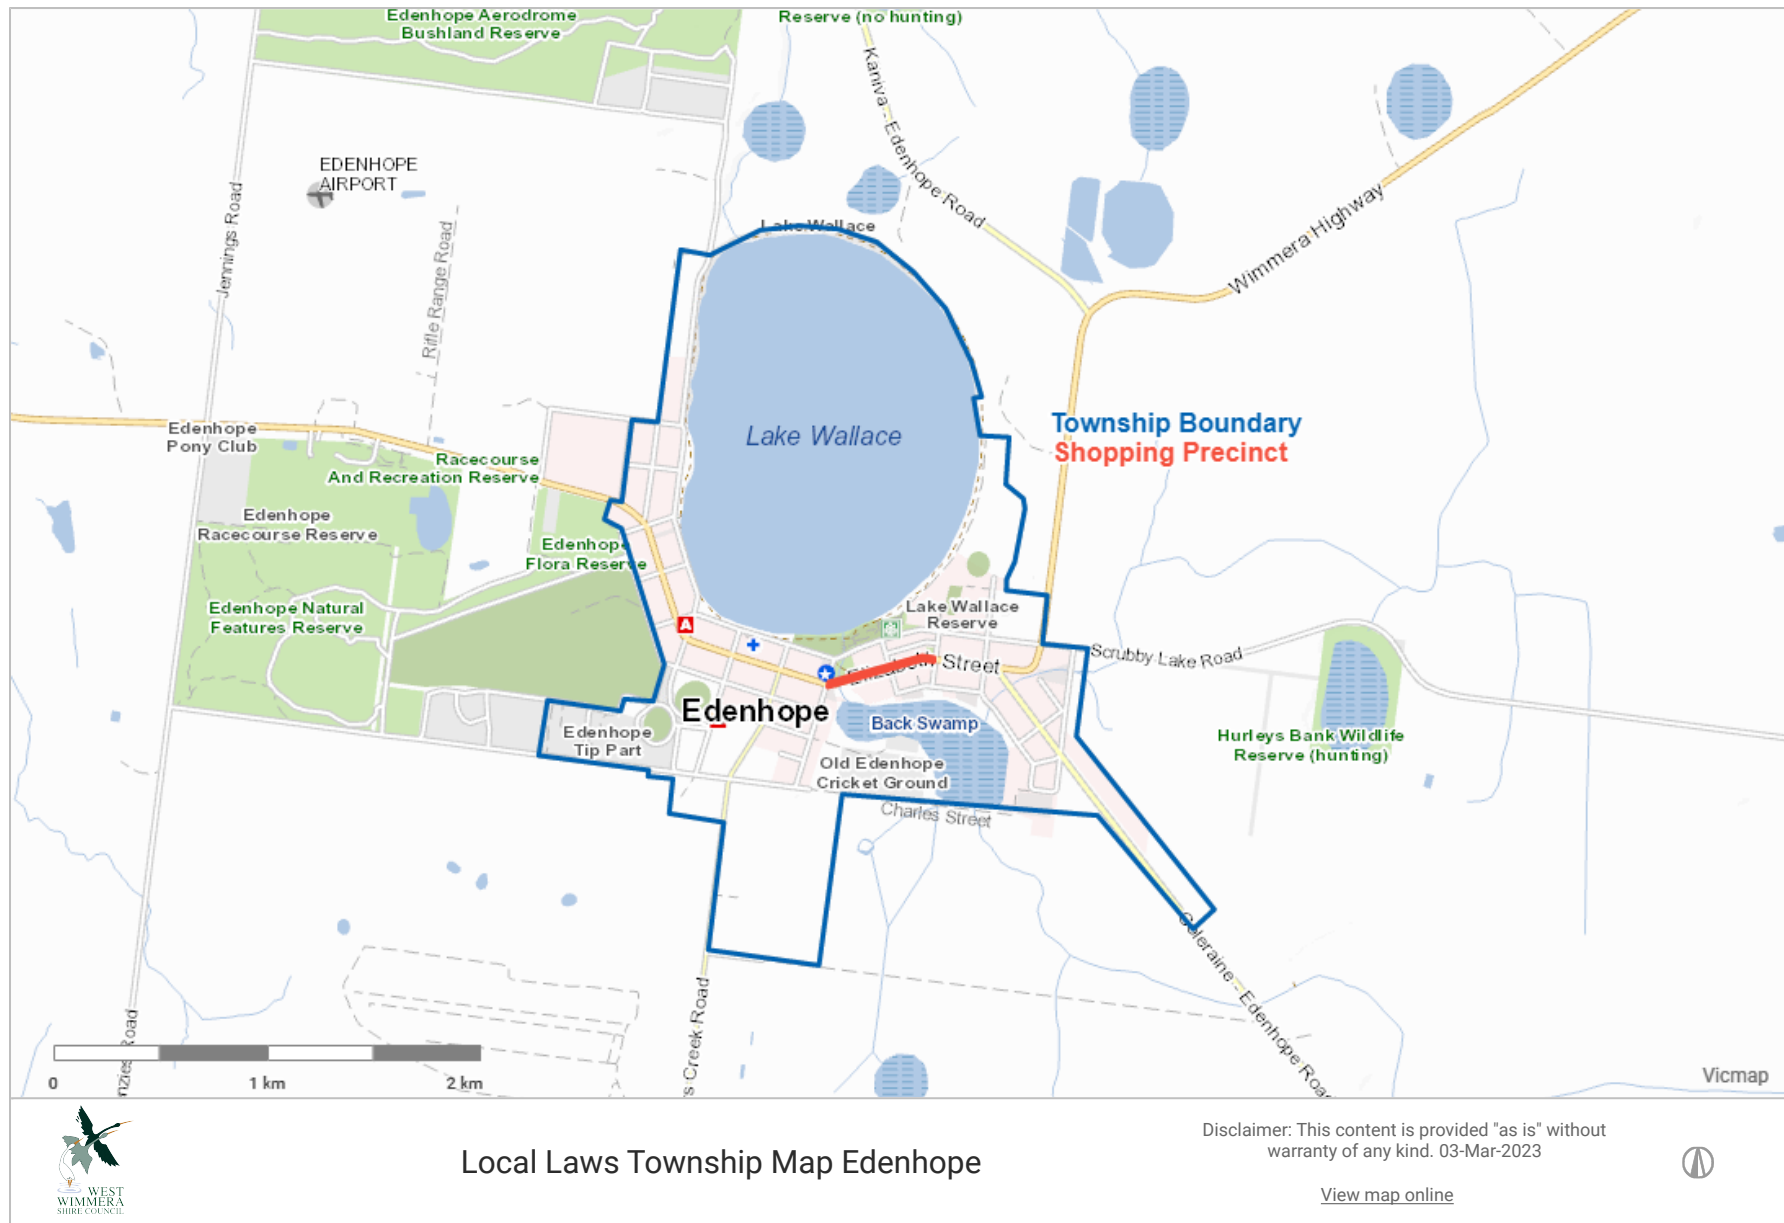 Edenhope Aerodrome
Bushland Reserve
Reserve (no hunting)
Kaniva - Edenhope Road
EDENHOPE
AIRPORT
Jennings Road
Rifle Range Road
Lake Wallace
Wimmera Highway
Edenhope
Pony Club
Racecourse
And Recreation Reserve
Lake Wallace
Township Boundary
Shopping Precinct
Edenhope
Racecourse Reserve
Edenhope
Flora Reserve
Edenhope Natural
Features Reserve
A
Lake Wallace
Reserve
Elizabeth Street
Scrubby Lake Road
Edenhope
Back Swamp
Edenhope
Tip Part
Old Edenhope
Cricket Ground
Charles Street
Hurleys Bank Wildlife
Reserve (hunting)
Coleraine - Edenhope Road
s Creek Road
nzies Road
0
1 km
2 km
Vicmap
WEST
WIMMERA
SHIRE COUNCIL
Local Laws Township Map Edenhope
Disclaimer: This content is provided "as is" without
warranty of any kind. 03-Mar-2023
View map online